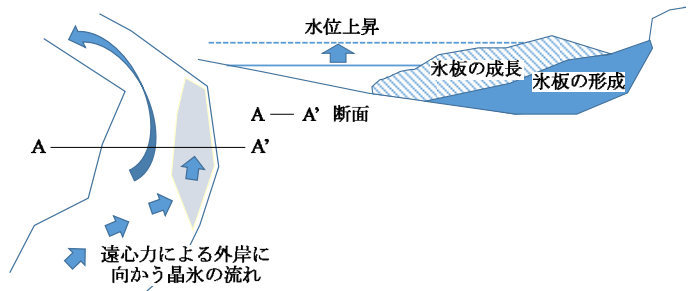 水位上昇
氷板の成長
氷板の形成
A — A’ 断面
A
A’
遠心力による外岸に
向かう晶氷の流れ